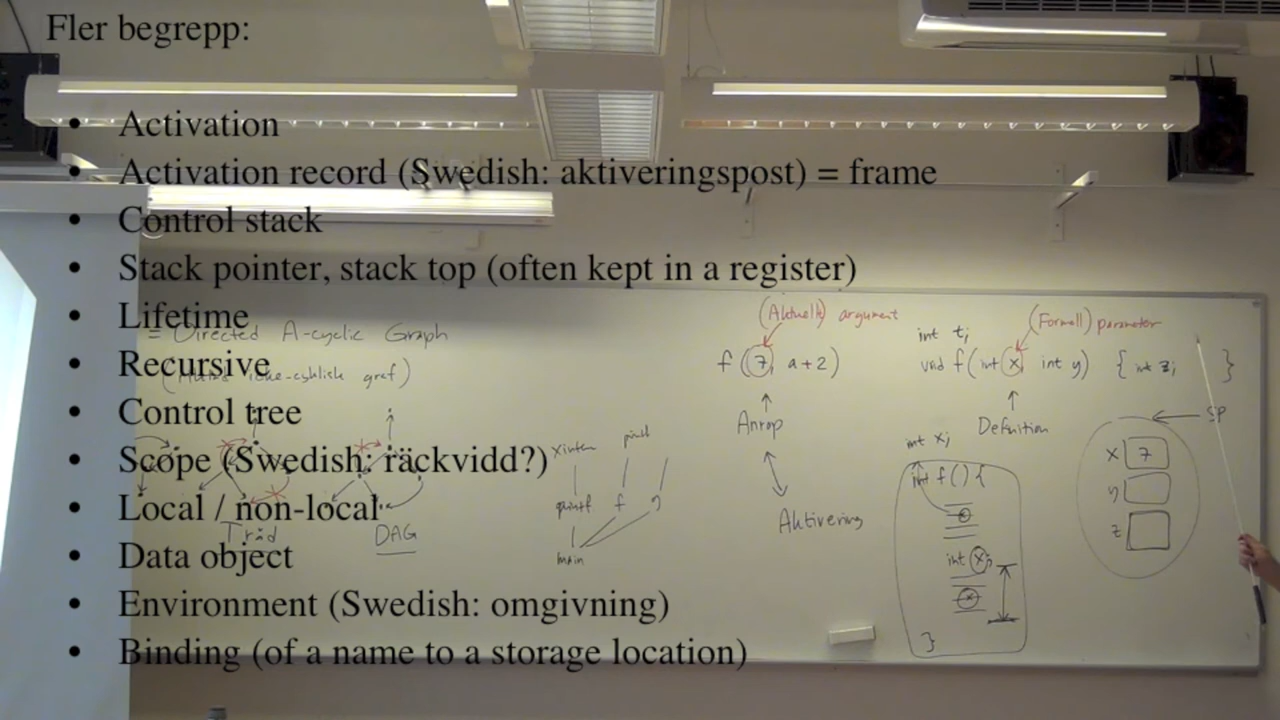 Fler begrepp:
• Activation
• Activation record (Swedish: aktiveringspost) = frame
• Control stack
• Stack pointer, stack top (often kept in a register)
• Lifetime
• Recursive
• Control tree
• Scope (Swedish: räckvidd?)
• Local / non-local
• Data object
• Environment (Swedish: omgivning)
• Binding (of a name to a storage location)
= Directed A-cyclic Graph
icke-cyklisk graf)
Träd
DAG
printf
f
g
main
(Aktuell) argument
f(7, a+2)
Anrop
Aktivering
(Formell) parameter
int t;
void f(int x, int y) { int z; }
Definition
int x;
int f() {
int x;
}
SP
x 7
y
z